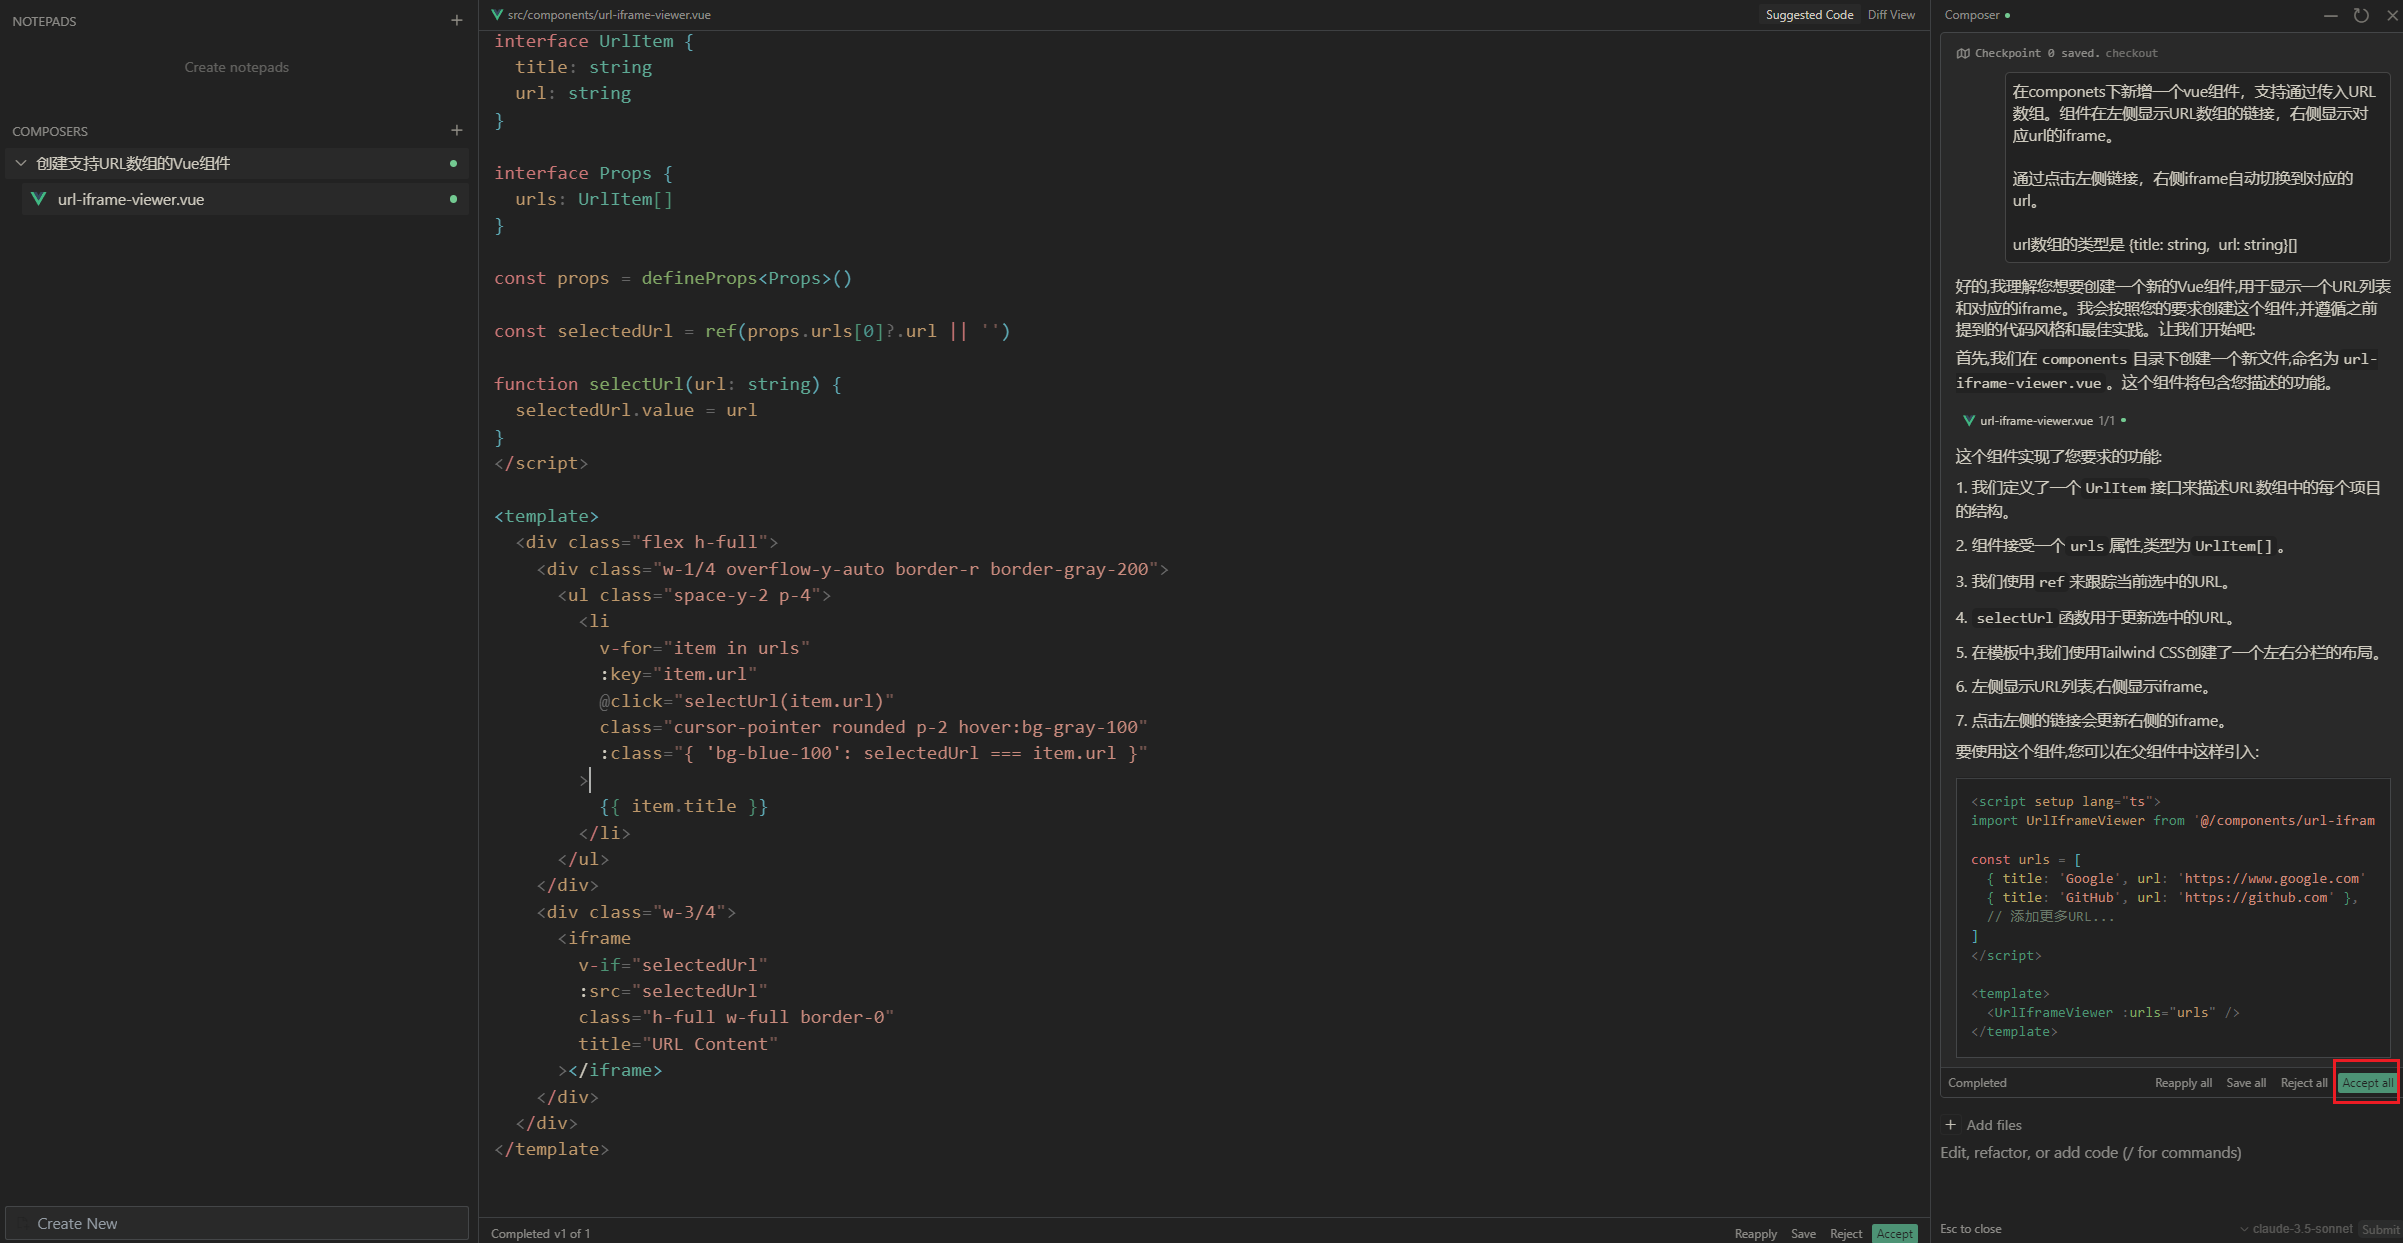 NOTEPADS
Create notepads
COMPOSERS
创建支持URL数组的Vue组件
url-iframe-viewer.vue
Create New
src/components/url-iframe-viewer.vue
Suggested Code
Diff View
interface UrlItem {
  title: string
  url: string
}

interface Props {
  urls: UrlItem[]
}

const props = defineProps<Props>()

const selectedUrl = ref(props.urls[0]?.url || '')

function selectUrl(url: string) {
  selectedUrl.value = url
}
</script>

<template>
  <div class="flex h-full">
    <div class="w-1/4 overflow-y-auto border-r border-gray-200">
      <ul class="space-y-2 p-4">
        <li
          v-for="item in urls"
          :key="item.url"
          @click="selectUrl(item.url)"
          class="cursor-pointer rounded p-2 hover:bg-gray-100"
          :class="{ 'bg-blue-100': selectedUrl === item.url }"
        >
          {{ item.title }}
        </li>
      </ul>
    </div>
    <div class="w-3/4">
      <iframe
        v-if="selectedUrl"
        :src="selectedUrl"
        class="h-full w-full border-0"
        title="URL Content"
      ></iframe>
    </div>
  </div>
</template>
Completed v1 of 1
Reapply
Save
Reject
Accept
Composer
Checkpoint 0 saved. checkout
在componets下新增一个vue组件，支持通过传入URL
数组。组件在左侧显示URL数组的链接，右侧显示对
应url的iframe。
通过点击左侧链接，右侧iframe自动切换到对应的
url。
url数组的类型是 {title: string,  url: string}[]
好的,我理解您想要创建一个新的Vue组件,用于显示一个URL列表
和对应的iframe。我会按照您的要求创建这个组件,并遵循之前
提到的代码风格和最佳实践。让我们开始吧:
首先,我们在 components 目录下创建一个新文件,命名为 url-
iframe-viewer.vue 。这个组件将包含您描述的功能。
url-iframe-viewer.vue 1/1
这个组件实现了您要求的功能:
1. 我们定义了一个 UrlItem 接口来描述URL数组中的每个项目
的结构。
2. 组件接受一个 urls 属性,类型为 UrlItem[] 。
3. 我们使用 ref 来跟踪当前选中的URL。
4. selectUrl 函数用于更新选中的URL。
5. 在模板中,我们使用Tailwind CSS创建了一个左右分栏的布局。
6. 左侧显示URL列表,右侧显示iframe。
7. 点击左侧的链接会更新右侧的iframe。
要使用这个组件,您可以在父组件中这样引入:
<script setup lang="ts">
import UrlIframeViewer from '@/components/url-ifram

const urls = [
  { title: 'Google', url: 'https://www.google.com'
  { title: 'GitHub', url: 'https://github.com' },
  // 添加更多URL...
]
</script>

<template>
  <UrlIframeViewer :urls="urls" />
</template>
Completed
Reapply all
Save all
Reject all
Accept all
Add files
Edit, refactor, or add code (/ for commands)
Esc to close
claude-3.5-sonnet
Submit